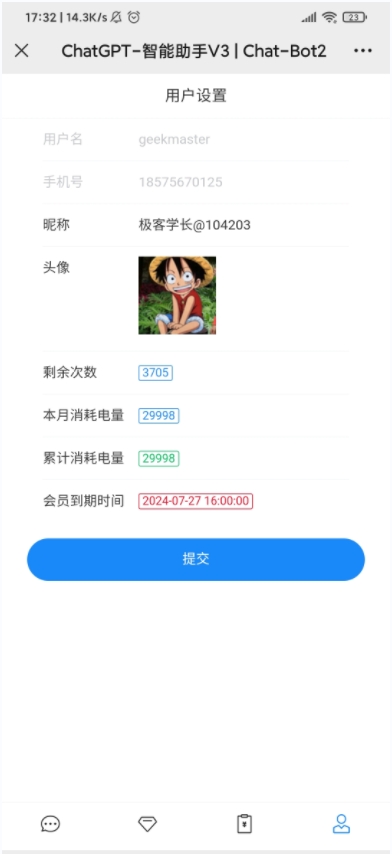 17:32 | 14.3K/s
23
ChatGPT-智能助手V3 | Chat-Bot2
用户设置
用户名 geekmaster
手机号 18575670125
昵称 极客学长@104203
头像
剩余次数 3705
本月消耗电量 29998
累计消耗电量 29998
会员到期时间 2024-07-27 16:00:00
提交